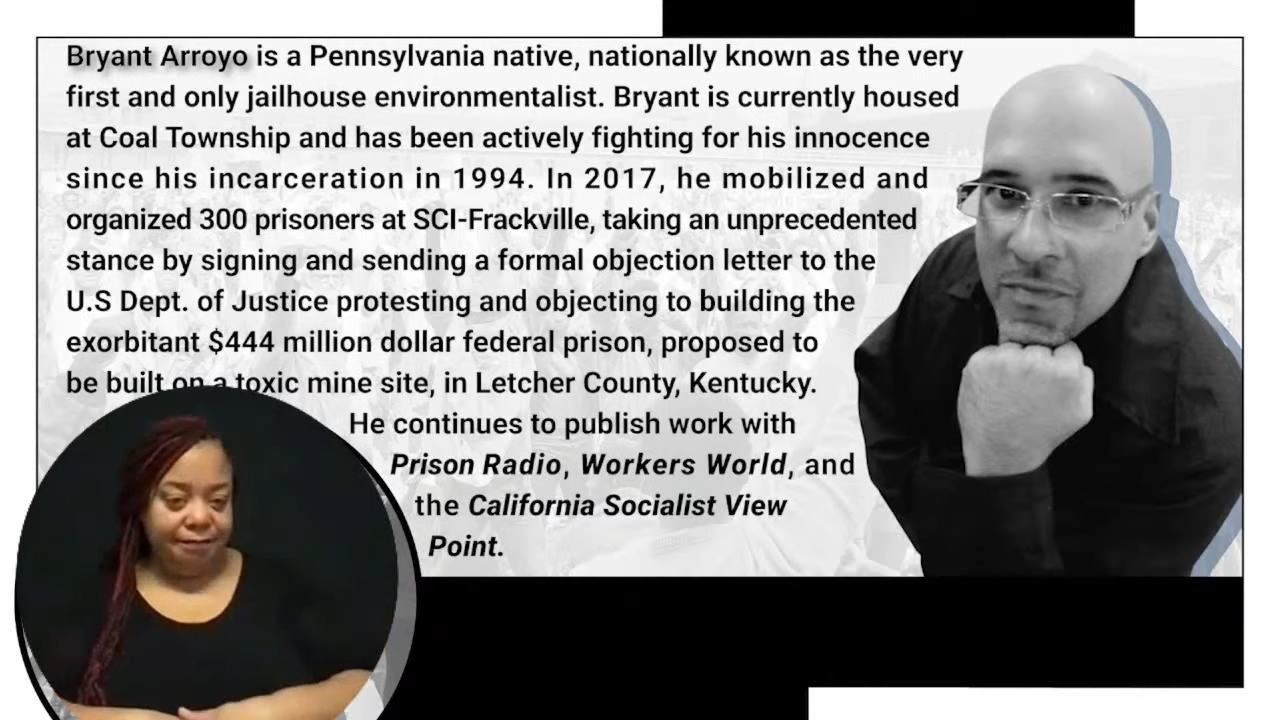 Bryant Arroyo is a Pennsylvania native, nationally known as the very
first and only jailhouse environmentalist. Bryant is currently housed
at Coal Township and has been actively fighting for his innocence
since his incarceration in 1994. In 2017, he mobilized and
organized 300 prisoners at SCI-Frackville, taking an unprecedented
stance by signing and sending a formal objection letter to the
U.S Dept. of Justice protesting and objecting to building the
exorbitant $444 million dollar federal prison, proposed to
be built on a toxic mine site, in Letcher County, Kentucky.
He continues to publish work with
Prison Radio, Workers World, and
the California Socialist View
Point.